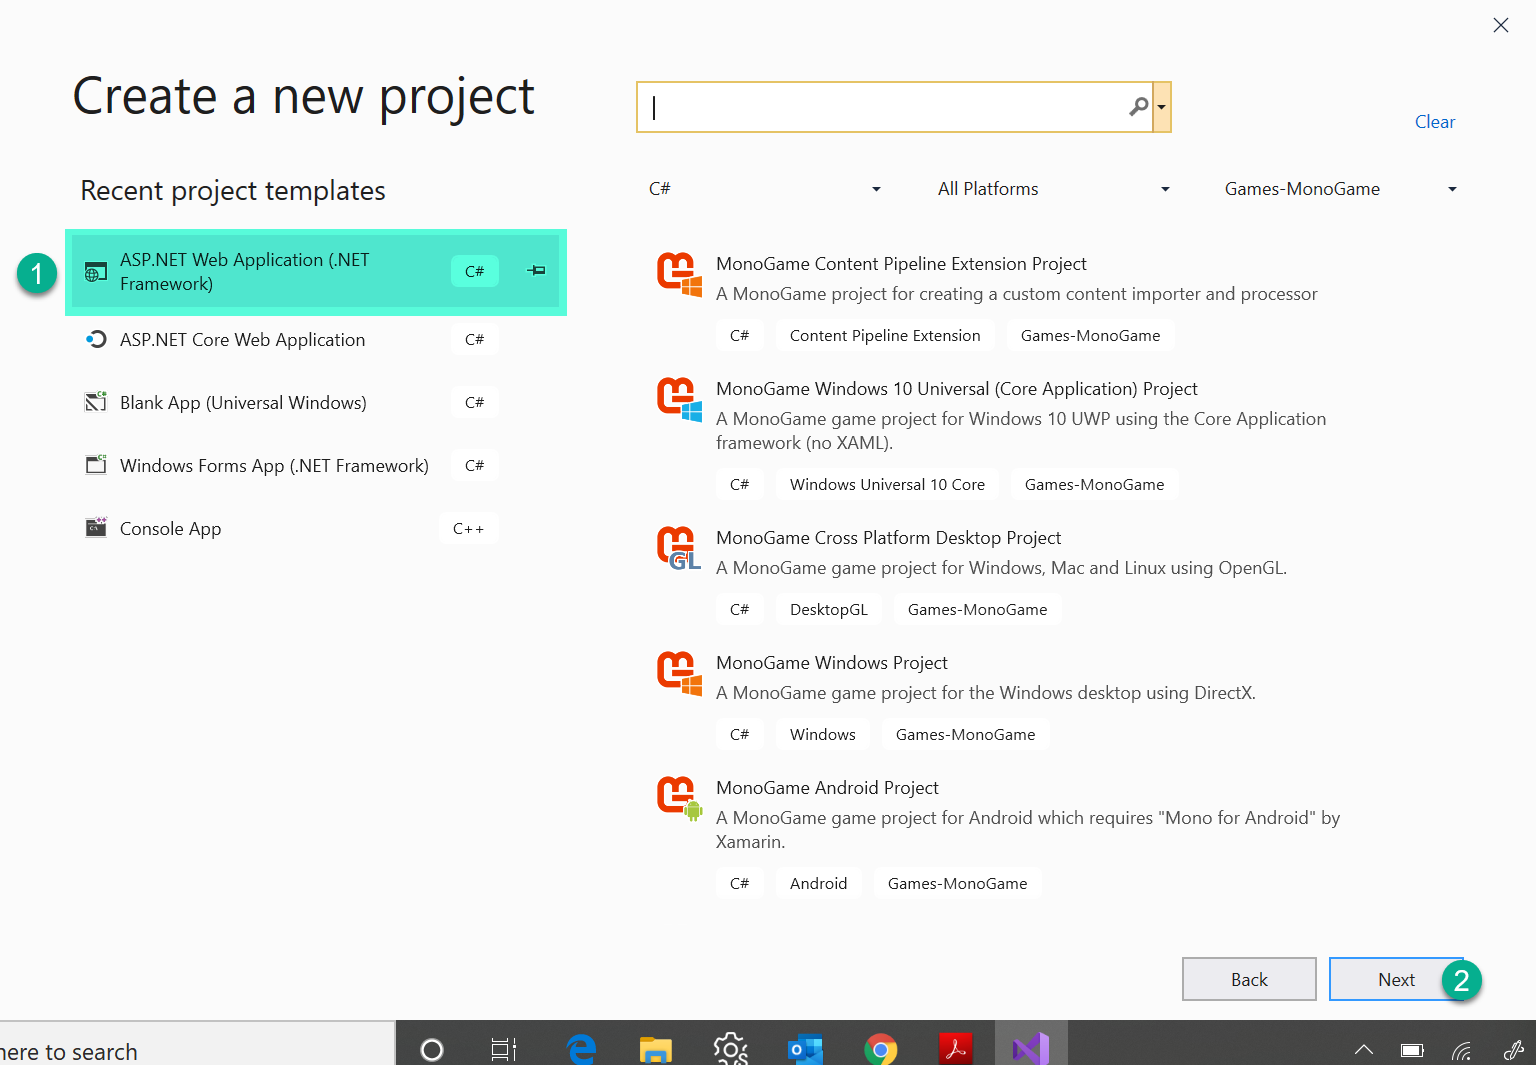 Create a new project
Clear
Recent project templates
C#
All Platforms
Games-MonoGame
1
ASP.NET Web Application (.NET
Framework)
C#
ASP.NET Core Web Application
C#
Blank App (Universal Windows)
C#
Windows Forms App (.NET Framework)
C#
Console App
C++
MonoGame Content Pipeline Extension Project
A MonoGame project for creating a custom content importer and processor
C# Content Pipeline Extension Games-MonoGame
MonoGame Windows 10 Universal (Core Application) Project
A MonoGame game project for Windows 10 UWP using the Core Application
framework (no XAML).
C# Windows Universal 10 Core Games-MonoGame
MonoGame Cross Platform Desktop Project
GL
A MonoGame game project for Windows, Mac and Linux using OpenGL.
C# DesktopGL Games-MonoGame
MonoGame Windows Project
A MonoGame game project for the Windows desktop using DirectX.
C# Windows Games-MonoGame
MonoGame Android Project
A MonoGame game project for Android which requires "Mono for Android" by
Xamarin.
C# Android Games-MonoGame
Back
Next
2
to search